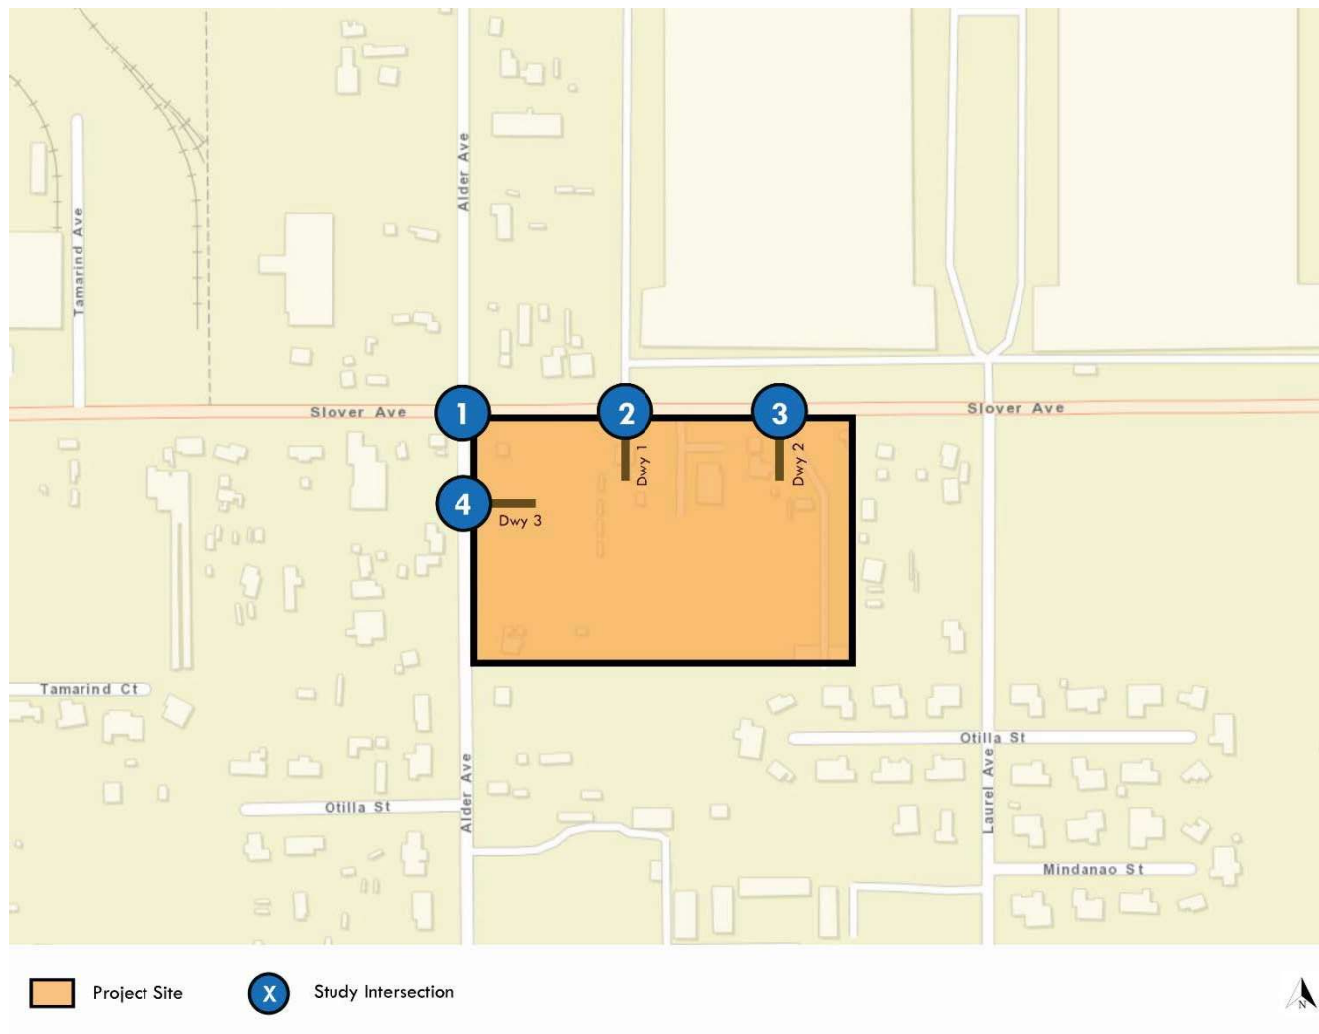 Alder Ave
Tamarind Ave
Slover Ave
1
2
3
Slover Ave
Dwy 1
Dwy 2
4
Dwy 3
Tamarind Ct
Otilla St
Laurel Ave
Otilla St
Alder Ave
Mindanao St
Project Site
X
Study Intersection
N